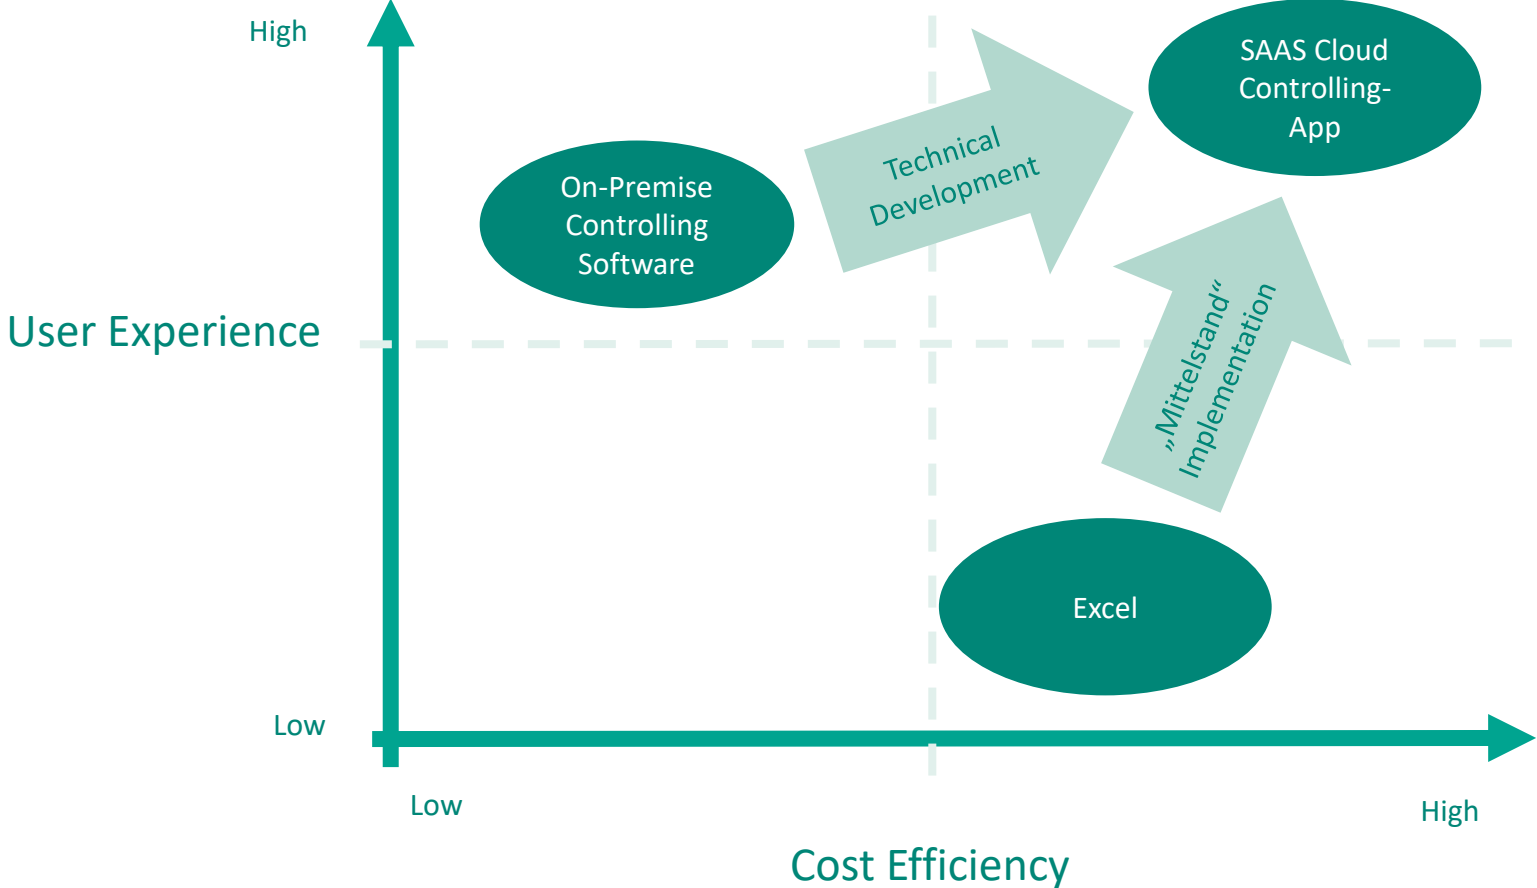 High
SAAS Cloud
Controlling-
App
Technical
Development
On-Premise
Controlling
Software
User Experience
„Mittelstand“
Implementation
Excel
Low
Low
High
Cost Efficiency